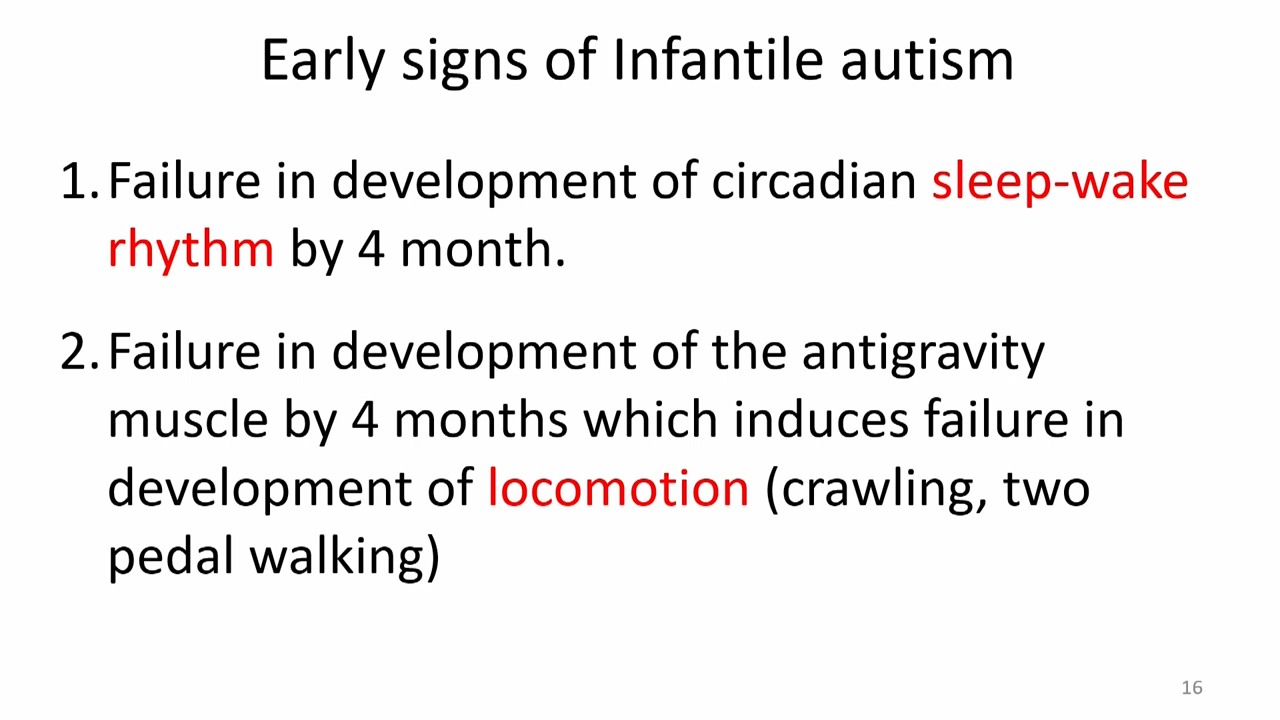 Early signs of Infantile autism
1. Failure in development of circadian sleep-wake
rhythm by 4 month.
2. Failure in development of the antigravity
muscle by 4 months which induces failure in
development of locomotion (crawling, two
pedal walking)
16